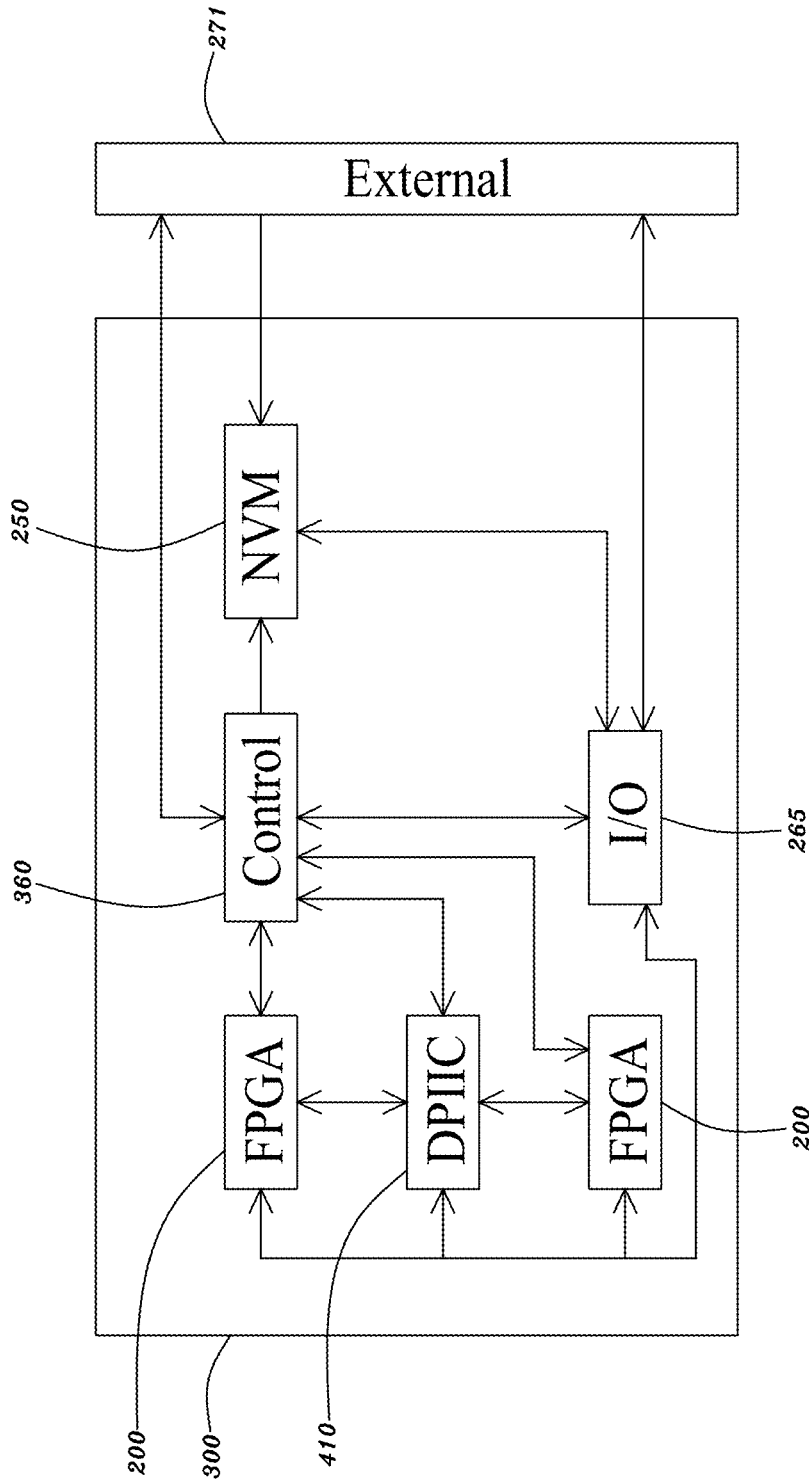 271
External
250
NVM
360
Control
I/O
265
FPGA
DPIIC
FPGA
200
200
300
410